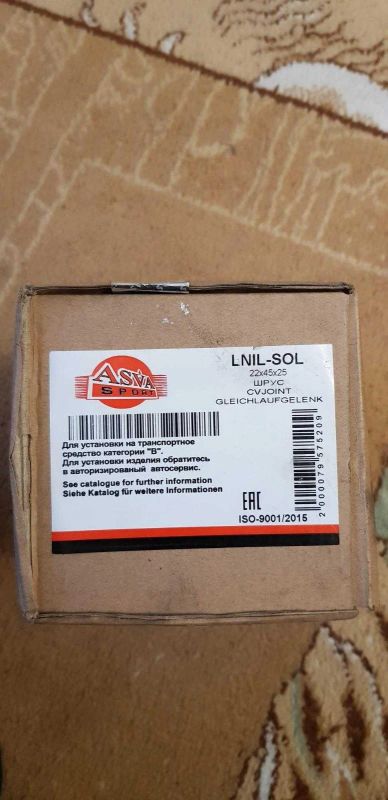 ASVA
SPORT
LNIL-SOL
22x45x25
ШРУС
CVJOINT
GLEICHLAUFGELENK
Для установки на транспортное
средство категории "В".
Для установки изделия обратитесь
в авторизированый автосервис.
See catalogue for further information
Siehe Katalog für weitere Informationen
EAC
ISO-9001/2015
2000079575209